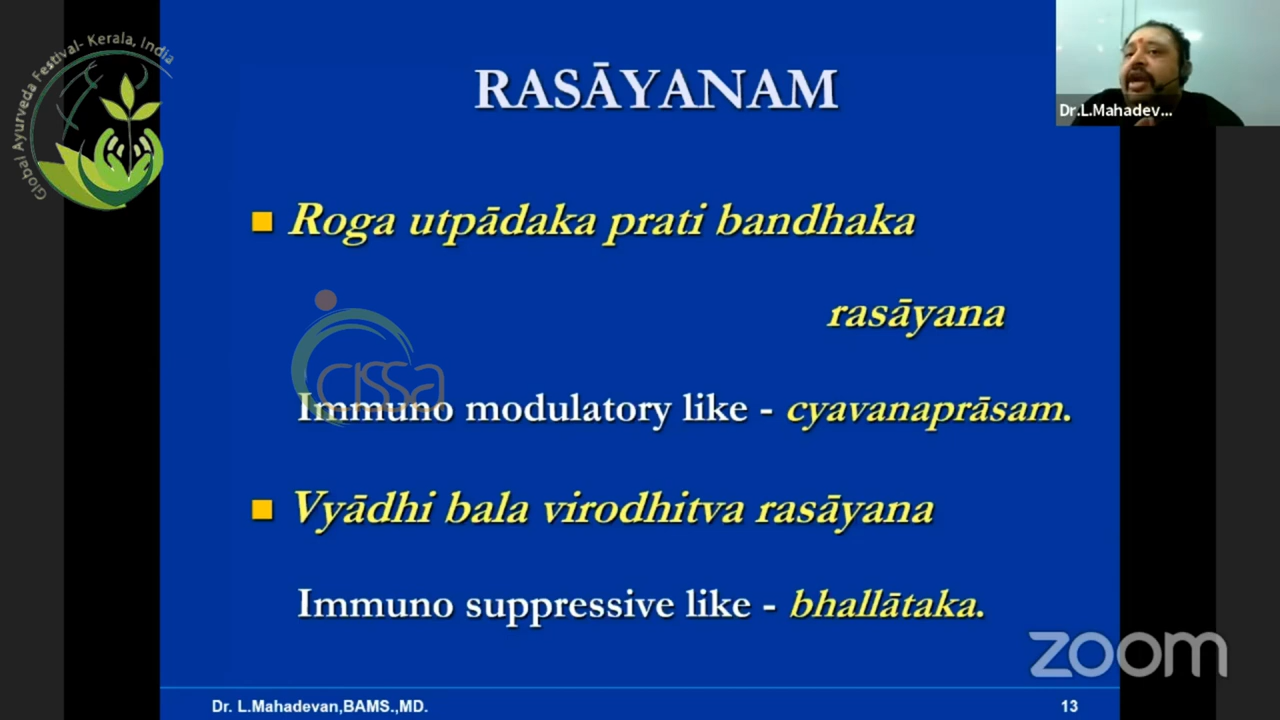 Global Ayurveda Festival- Kerala, India
Dr.L.Mahadev...
RASĀYANAM
Roga utpādaka prati bandhaka
rasāyana
cissa
Immuno modulatory like - cyavanaprāsam.
Vyādhi bala virodhitva rasāyana
Immuno suppressive like - bhallātaka.
zoom
Dr. L.Mahadevan,BAMS.,MD.
13